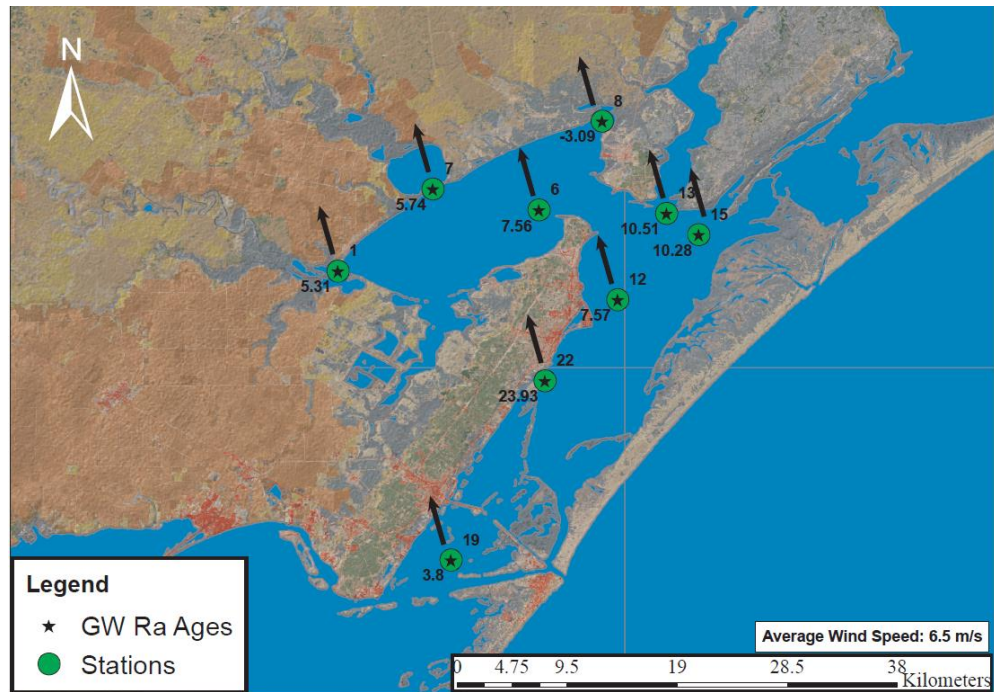 N
8
-3.09
7
5.74
6
7.56
13
10.51
15
10.28
1
5.31
12
7.57
22
23.93
19
3.8
Legend
GW Ra Ages
Stations
Average Wind Speed: 6.5 m/s
0 4.75 9.5 19 28.5 38
Kilometers